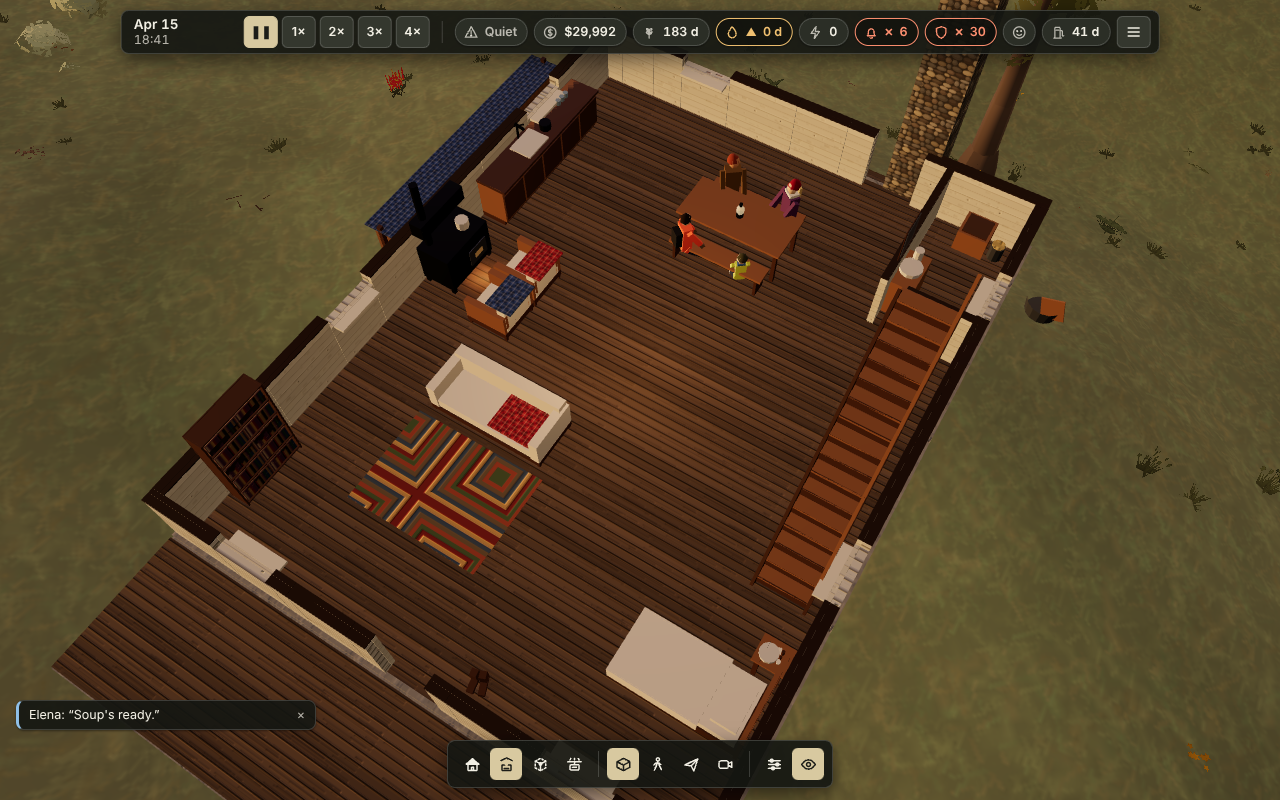 Apr 15
18:41
1×
2×
3×
4×
Quiet
$29,992
183 d
0 d
0
× 6
× 30
41 d
Elena: “Soup's ready.”
×